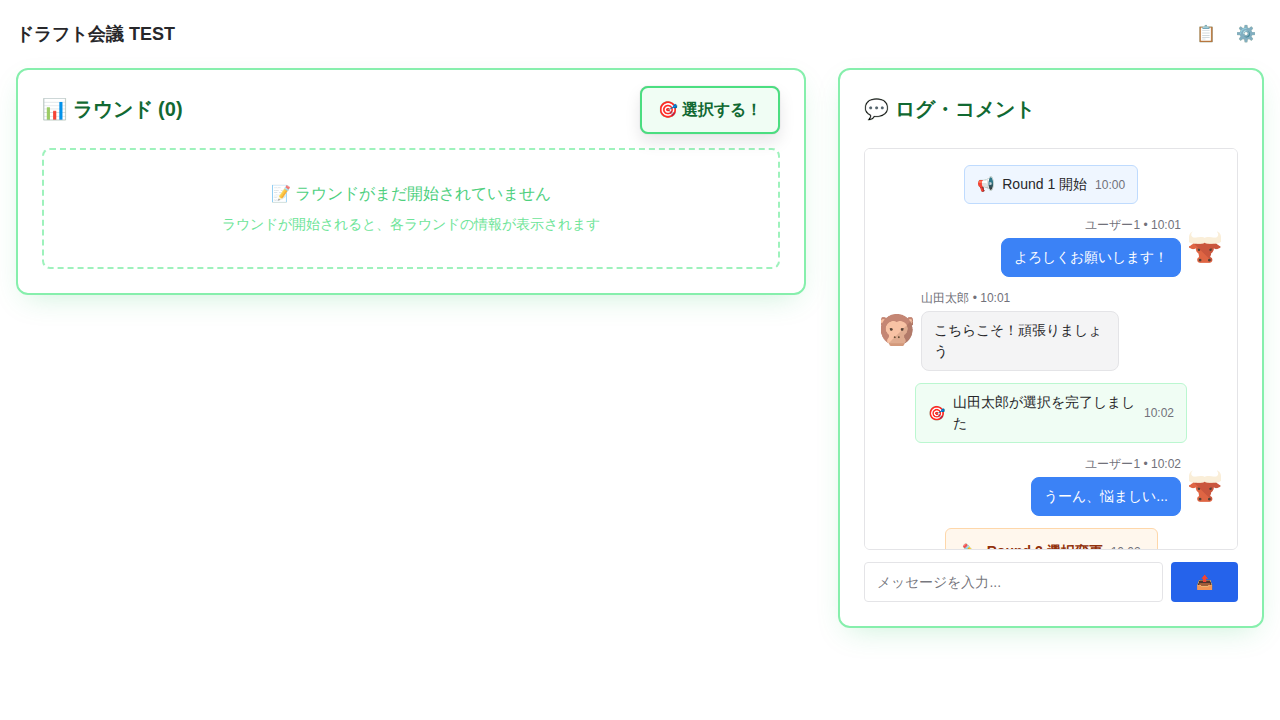 ドラフト会議 TEST
ラウンド (0)
選択する！
ラウンドがまだ開始されていません
ラウンドが開始されると、各ラウンドの情報が表示されます
ログ・コメント
Round 1 開始 10:00
ユーザー1 • 10:01
よろしくお願いします！
山田太郎 • 10:01
こちらこそ！頑張りましょ
う
山田太郎が選択を完了しまし
た
10:02
ユーザー1 • 10:02
うーん、悩ましい...
メッセージを入力...